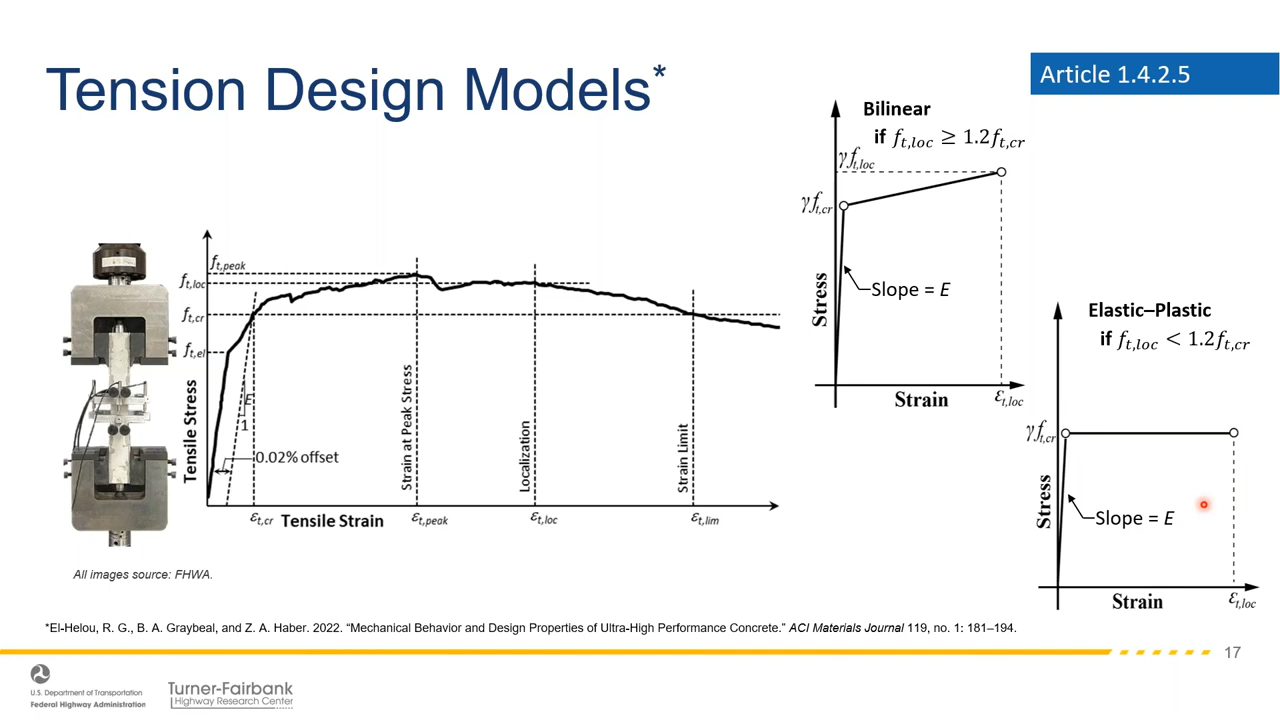 Tension Design Models*
Article 1.4.2.5
Bilinear
if f_t,loc ≥ 1.2f_t,cr
γf_t,loc
γf_t,cr
Slope = E
Stress
Strain
ε_t,loc
Elastic–Plastic
if f_t,loc < 1.2f_t,cr
γf_t,cr
Slope = E
Stress
Strain
ε_t,loc
f_t,peak
f_t,loc
f_t,cr
f_t,el
Tensile Stress
E
1
0.02% offset
Strain at Peak Stress
Localization
Strain Limit
ε_t,cr
Tensile Strain
ε_t,peak
ε_t,loc
ε_t,lim
All images source: FHWA.
*El-Helou, R. G., B. A. Graybeal, and Z. A. Haber. 2022. “Mechanical Behavior and Design Properties of Ultra-High Performance Concrete.” ACI Materials Journal 119, no. 1: 181–194.
17
U.S. Department of Transportation
Federal Highway Administration
Turner-Fairbank
Highway Research Center